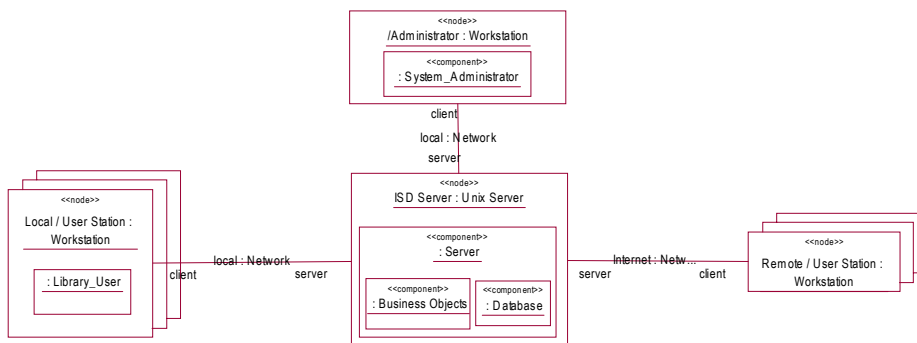 <<node>>
/Administrator : Workstation
<<component>>
: System_Administrator
client
local : Network
server
<<node>>
Local / User Station :
Workstation
: Library_User
client
local : Network
server
<<node>>
ISD Server : Unix Server
<<component>>
: Server
<<component>>
: Business Objects
<<component>>
: Database
server
Internet : Netw...
client
<<node>>
Remote / User Station :
Workstation